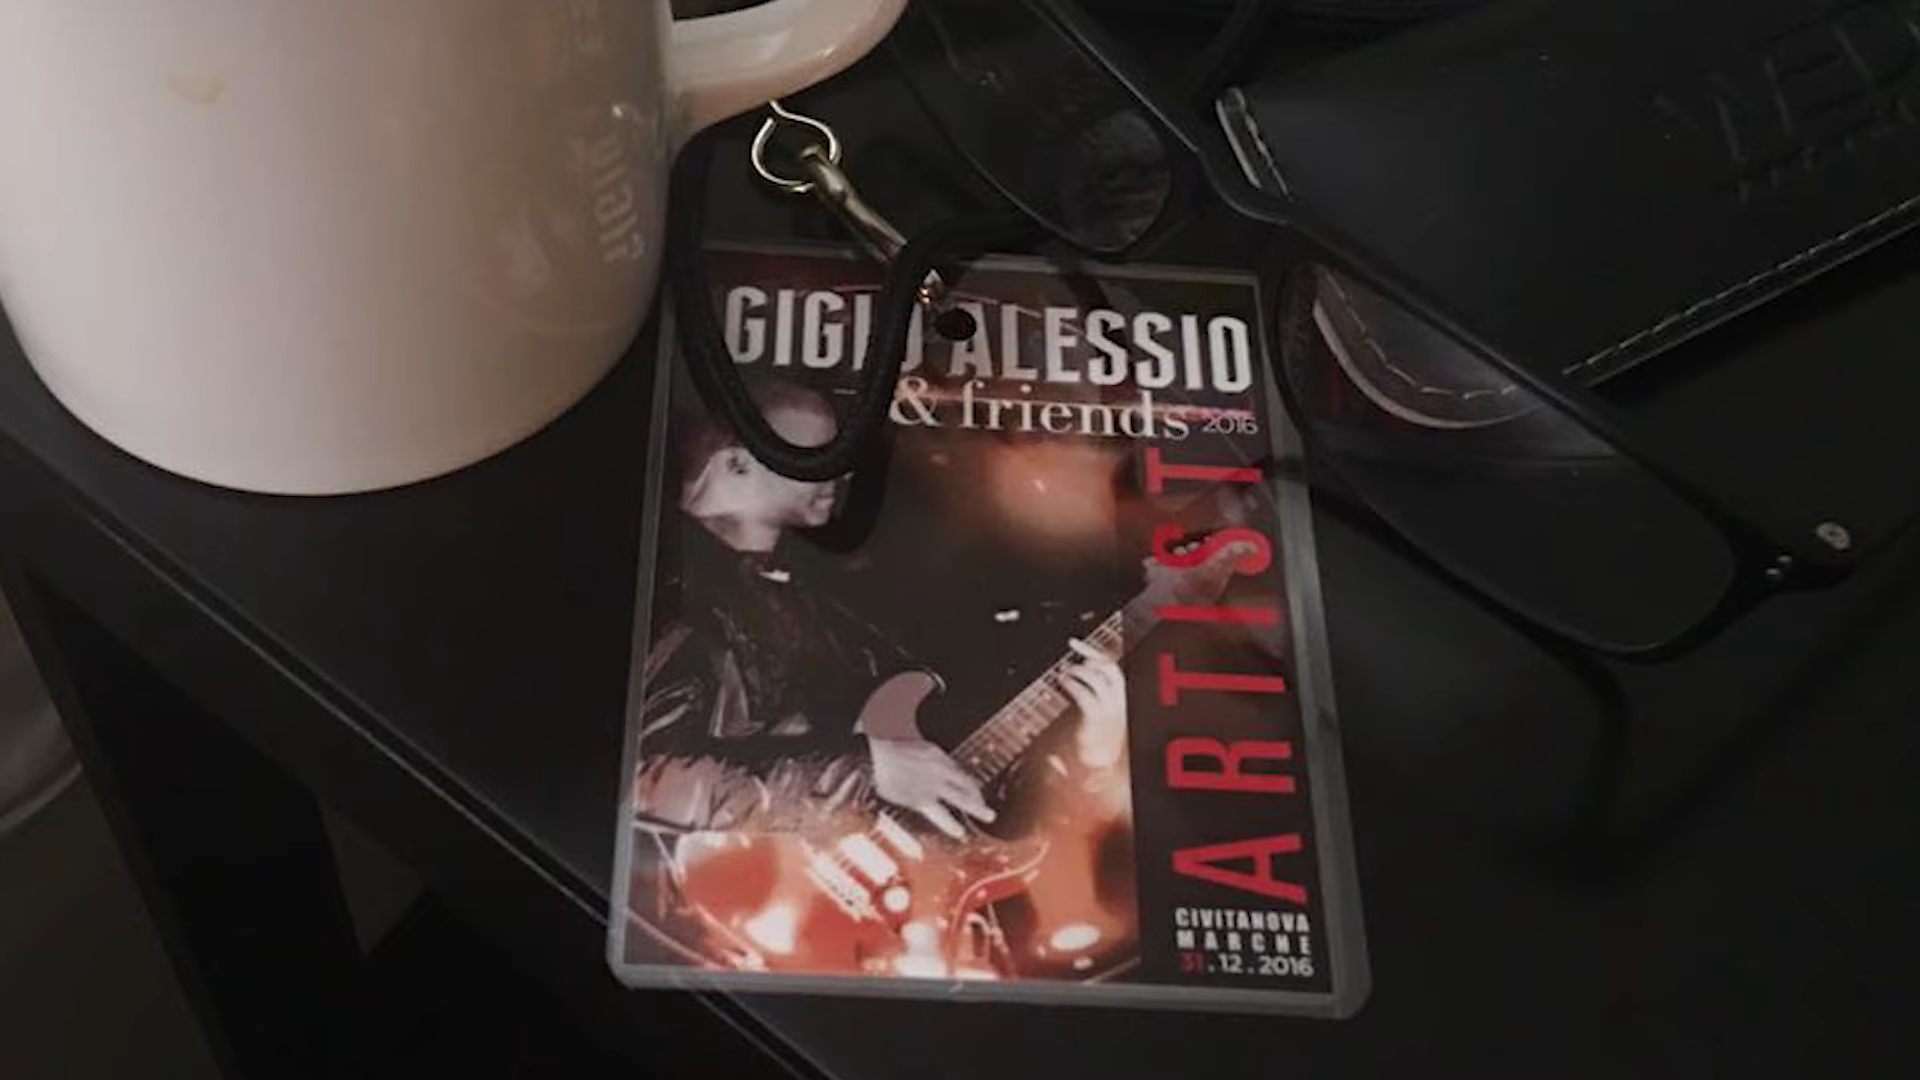 GIGI D'ALESSIO
& friends 2016
ARTIST
CIVITANOVA
MARCHE
31.12.2016